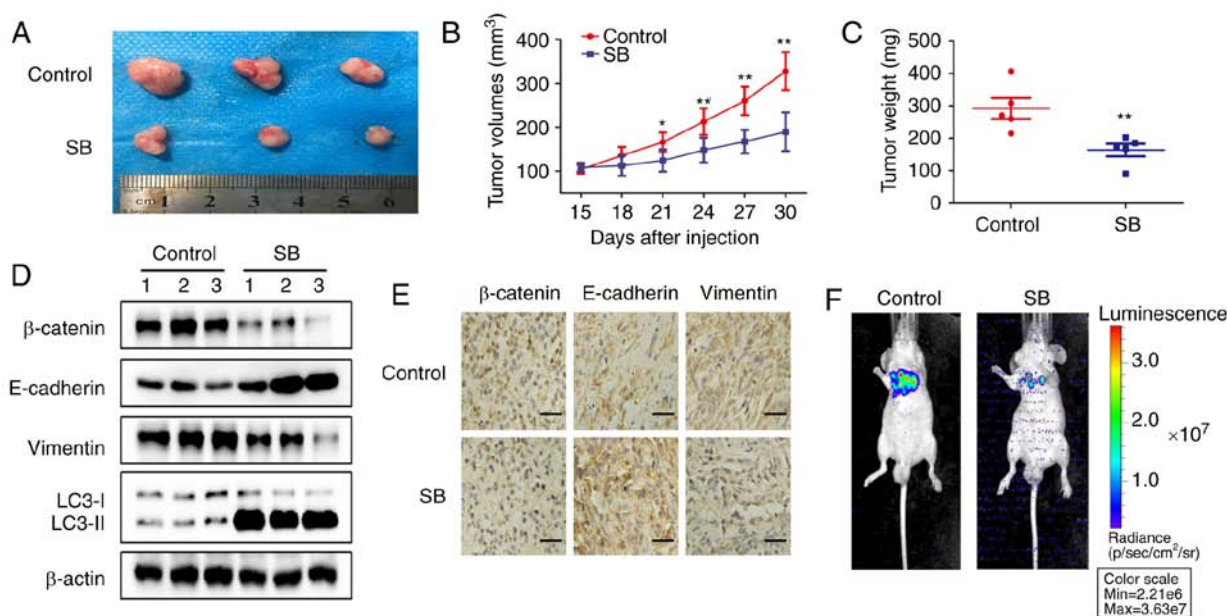 A
Control
SB
cm 1 2 3 4 5 6
B
Tumor volumes (mm³)
400
300
200
100
Control
SB
*
**
**
**
15 18 21 24 27 30
Days after injection
C
Tumor weight (mg)
500
400
300
200
100
0
**
Control SB
D
Control SB
1 2 3 1 2 3
β-catenin
E-cadherin
Vimentin
LC3-I
LC3-II
β-actin
E
β-catenin E-cadherin Vimentin
Control
SB
F
Control SB
Luminescence
3.0
2.0
×10⁷
1.0
Radiance
(p/sec/cm²/sr)
Color scale
Min=2.21e6
Max=3.63e7